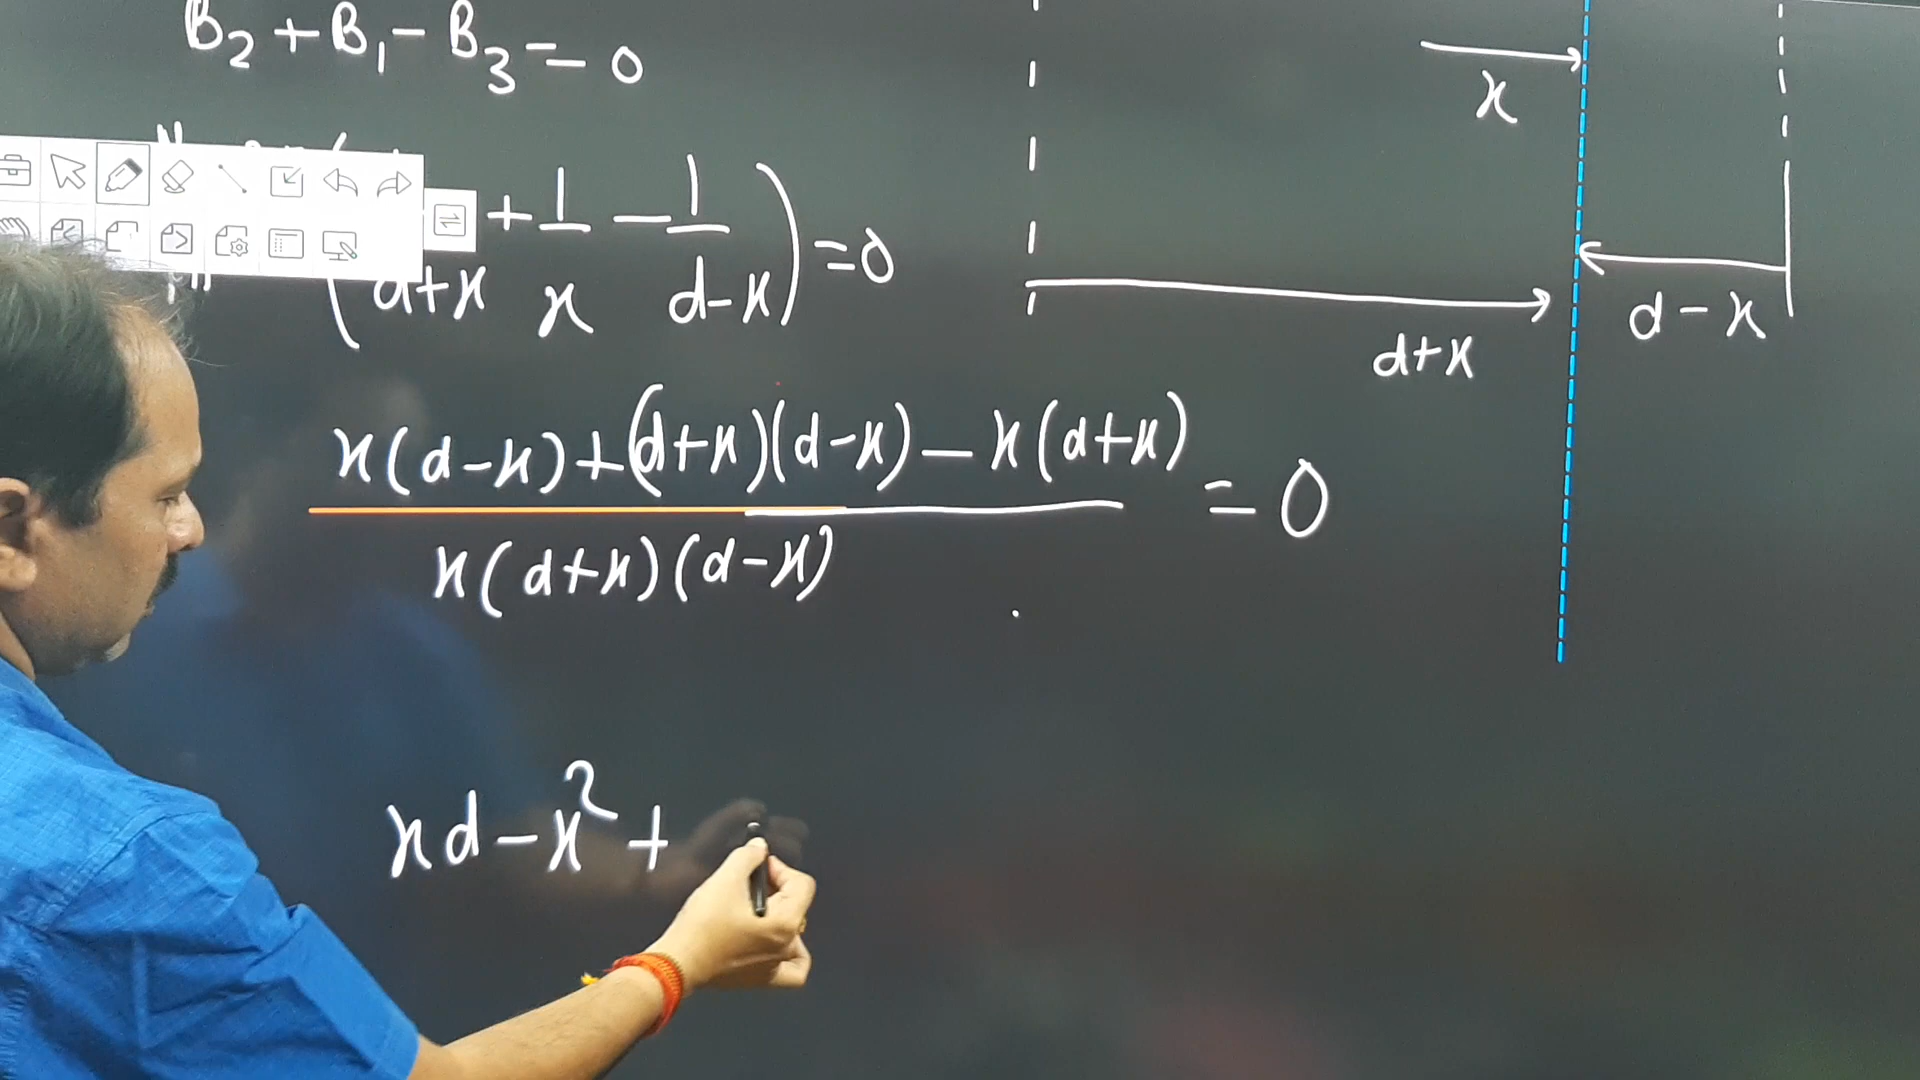 B₂ + B₁ - B₃ = 0
+ 1/x - 1/(d-x)) = 0
d+x
x
d-x
d+x
x(d-x)+(d+x)(d-x)-x(d+x)
= 0
x(d+x)(d-x)
xd-x²+